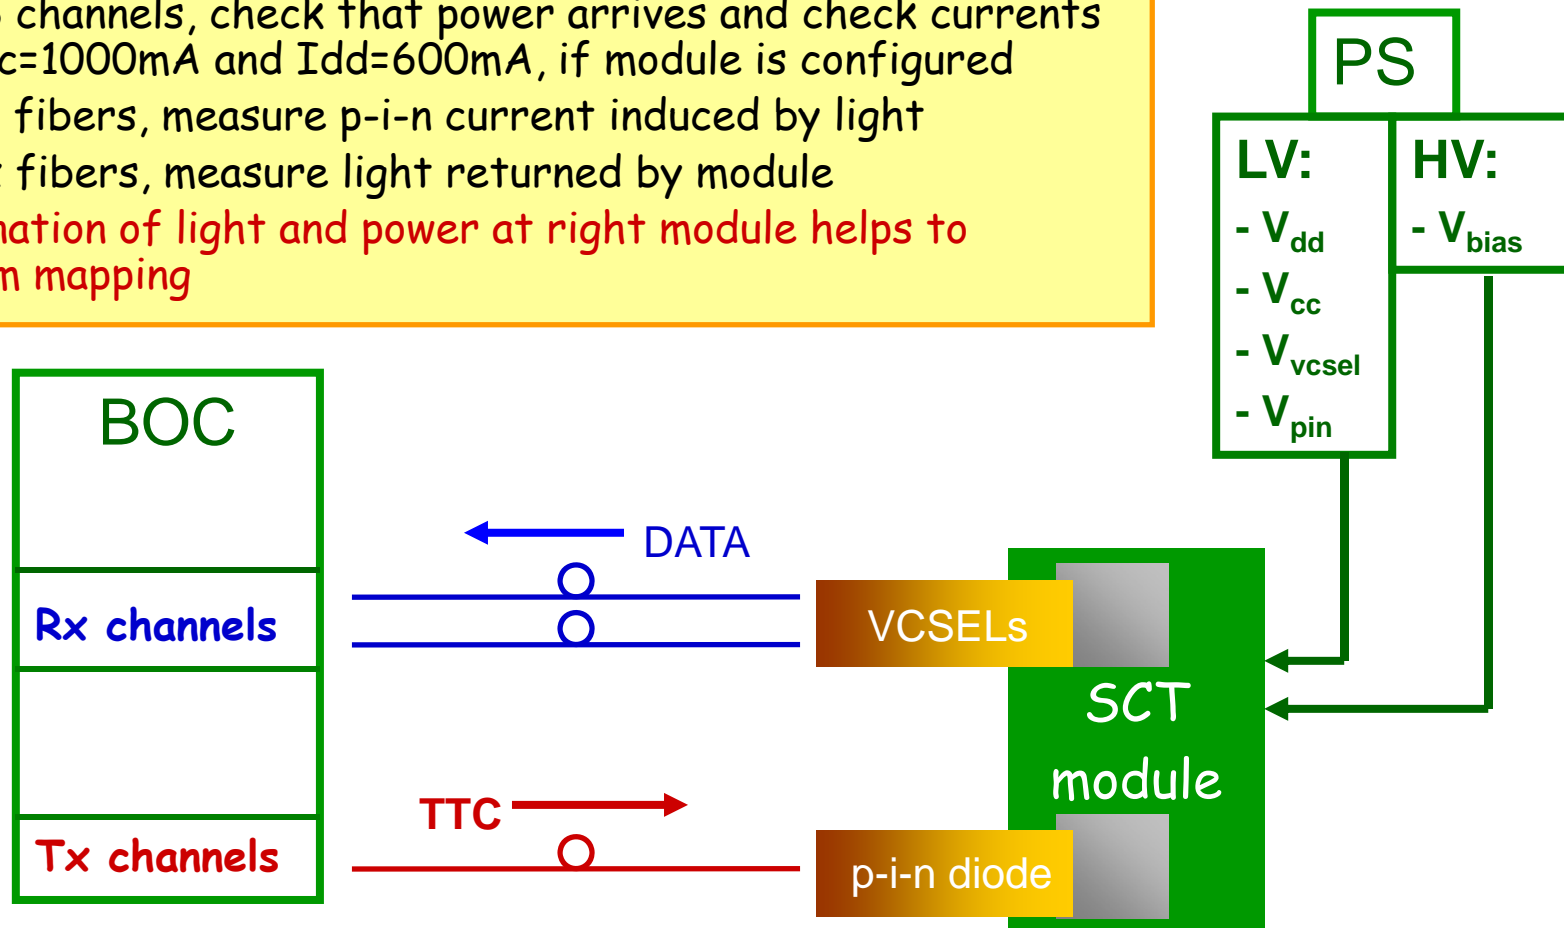 channels, check that power arrives and check currents
c=1000mA and Idd=600mA, if module is configured
fibers, measure p-i-n current induced by light
fibers, measure light returned by module
nation of light and power at right module helps to
m mapping
PS
LV:
- Vdd
- Vcc
- Vvcsel
- Vpin
HV:
- Vbias
BOC
DATA
Rx channels
VCSELs
SCT
module
TTC
Tx channels
p-i-n diode